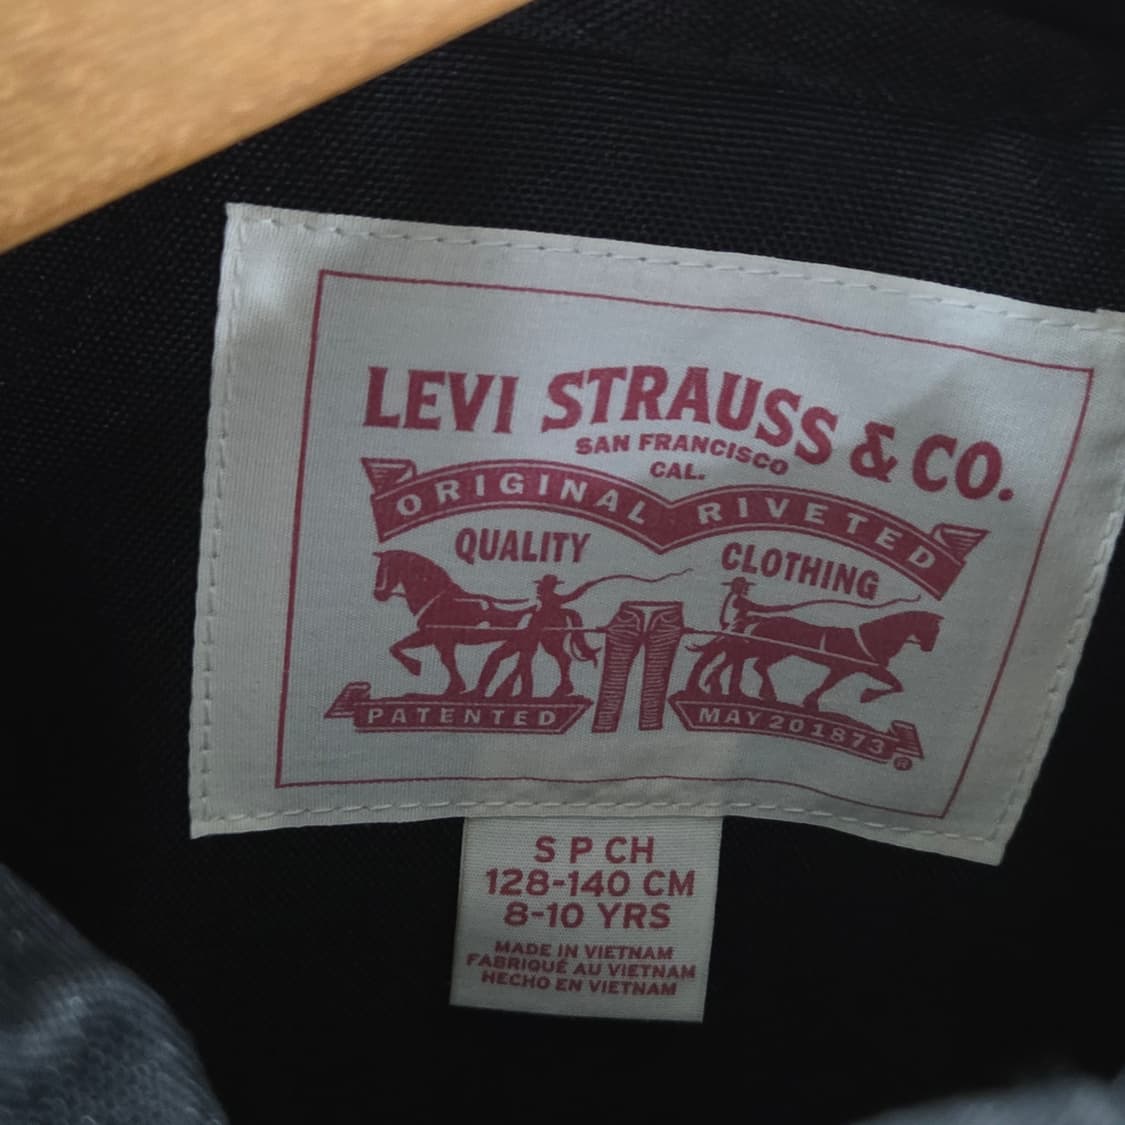 LEVI STRAUSS & CO.
SAN FRANCISCO
CAL.
ORIGINAL RIVETED
QUALITY CLOTHING
PATENTED MAY 20 1873
®
S P CH
128-140 CM
8-10 YRS
MADE IN VIETNAM
FABRIQUÉ AU VIETNAM
HECHO EN VIETNAM